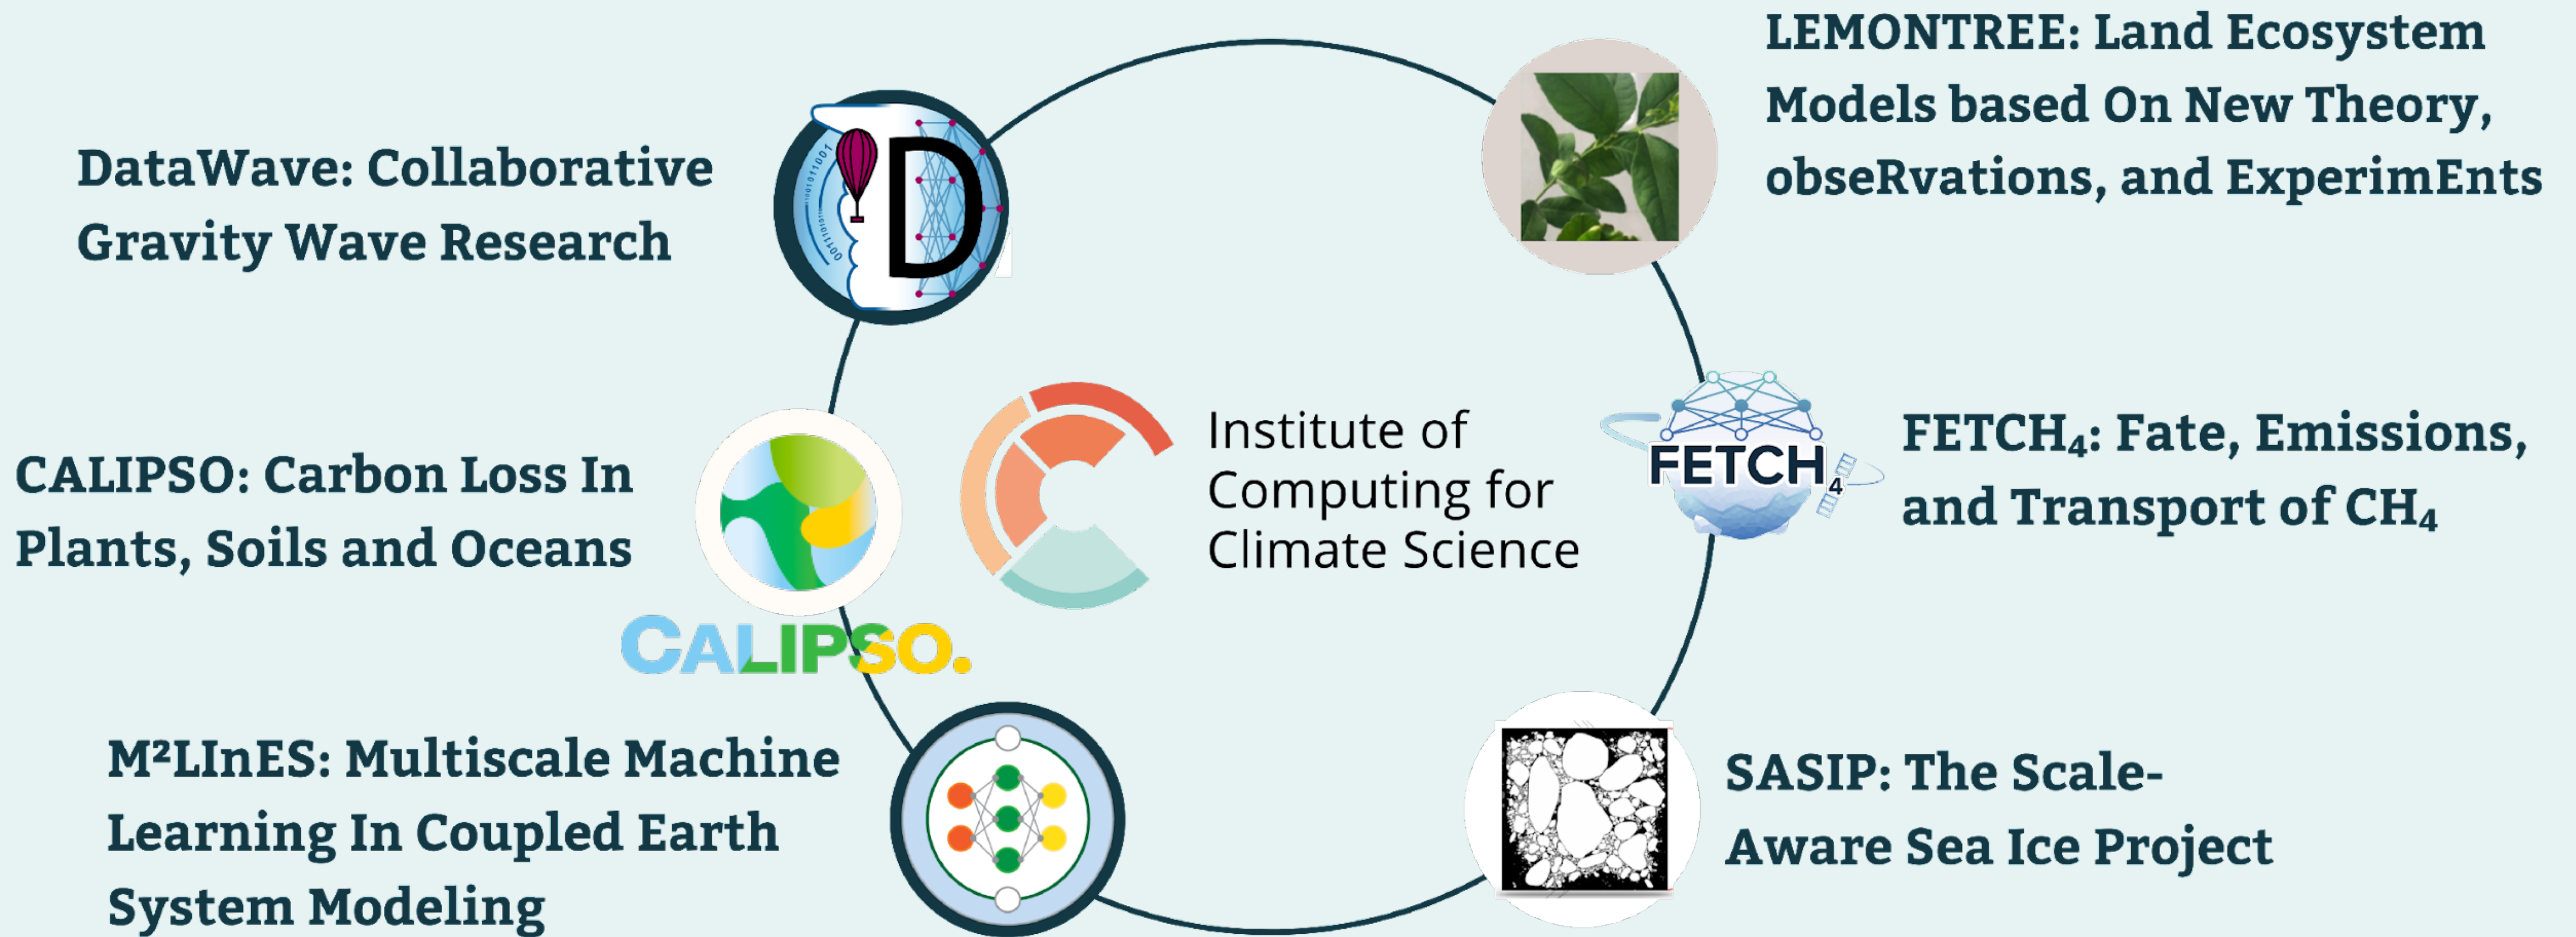 DataWave: Collaborative
Gravity Wave Research
D
LEMONTREE: Land Ecosystem
Models based On New Theory,
obseRvations, and ExperimEnts
CALIPSO: Carbon Loss In
Plants, Soils and Oceans
CALIPSO.
Institute of
Computing for
Climate Science
FETCH₄
FETCH₄: Fate, Emissions,
and Transport of CH₄
M²LInES: Multiscale Machine
Learning In Coupled Earth
System Modeling
SASIP: The Scale-
Aware Sea Ice Project